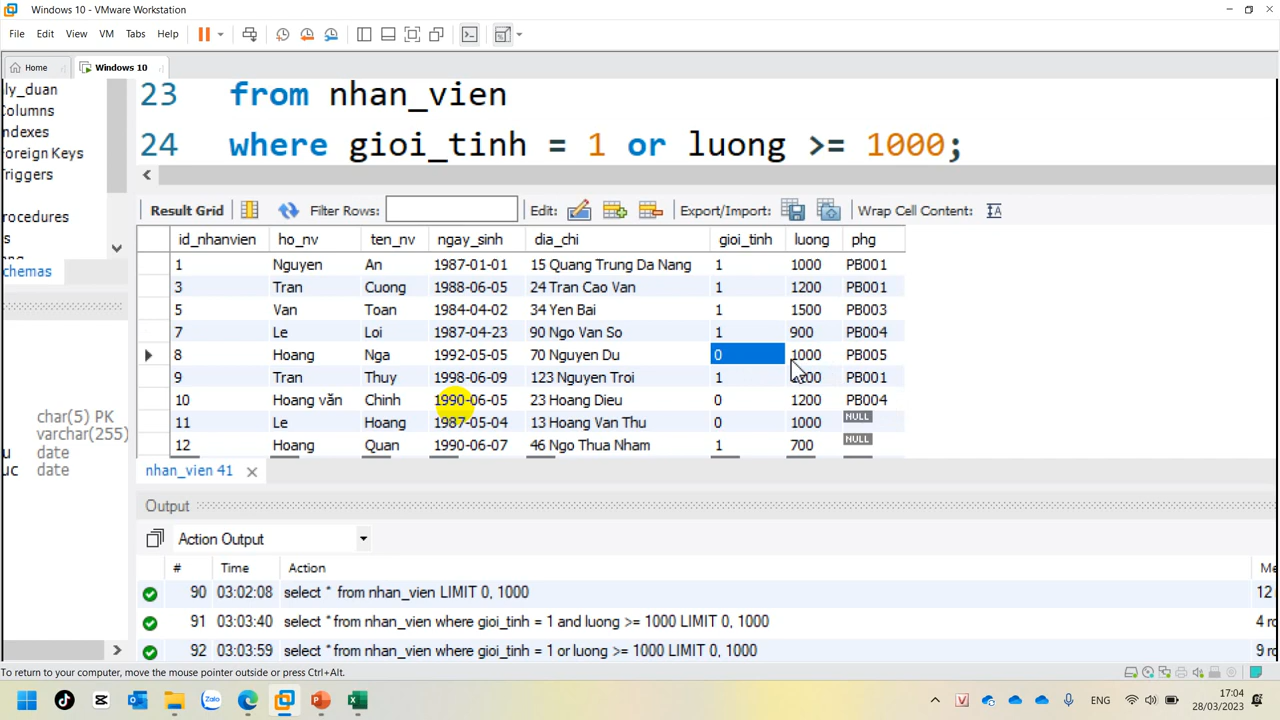 Windows 10 - VMware Workstation
File Edit View VM Tabs Help
Home Windows 10
ly_duan
Columns
ndexes
Foreign Keys
Triggers
rocedures
s
chemas
char(5) PK
varchar(255)
u date
uc date
23 from nhan_vien
24 where gioi_tinh = 1 or luong >= 1000;
Result Grid Filter Rows: Edit: Export/Import: Wrap Cell Content:
id_nhanvien ho_nv ten_nv ngay_sinh dia_chi gioi_tinh luong phg
1 Nguyen An 1987-01-01 15 Quang Trung Da Nang 1 1000 PB001
3 Tran Cuong 1988-06-05 24 Tran Cao Van 1 1200 PB001
5 Van Toan 1984-04-02 34 Yen Bai 1 1500 PB003
7 Le Loi 1987-04-23 90 Ngo Van So 1 900 PB004
8 Hoang Nga 1992-05-05 70 Nguyen Du 0 1000 PB005
9 Tran Thuy 1998-06-09 123 Nguyen Troi 1 PB001
10 Hoang văn Chinh 1990-06-05 23 Hoang Dieu 0 1200 PB004
11 Le Hoang 1987-05-04 13 Hoang Van Thu 0 1000 NULL
12 Hoang Quan 1990-06-07 46 Ngo Thua Nham 1 700 NULL
nhan_vien 41
Output
Action Output
# Time Action Me
90 03:02:08 select * from nhan_vien LIMIT 0, 1000 12
91 03:03:40 select * from nhan_vien where gioi_tinh = 1 and luong >= 1000 LIMIT 0, 1000 4 r
92 03:03:59 select * from nhan_vien where gioi_tinh = 1 or luong >= 1000 LIMIT 0, 1000 9 r
To return to your computer, move the mouse pointer outside or press Ctrl+Alt.
Zalo
ENG
17:04
28/03/2023